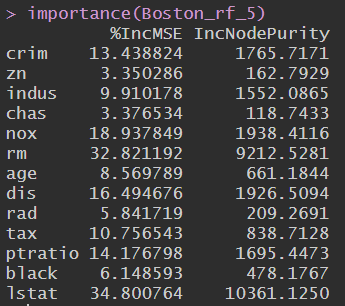 > importance(Boston_rf_5)
%IncMSE IncNodePurity
crim 13.438824 1765.7171
zn 3.350286 162.7929
indus 9.910178 1552.0865
chas 3.376534 118.7433
nox 18.937849 1938.4116
rm 32.821192 9212.5281
age 8.569789 661.1844
dis 16.494676 1926.5094
rad 5.841719 209.2691
tax 10.756543 838.7128
ptratio 14.176798 1695.4473
black 6.148593 478.1767
lstat 34.800764 10361.1250